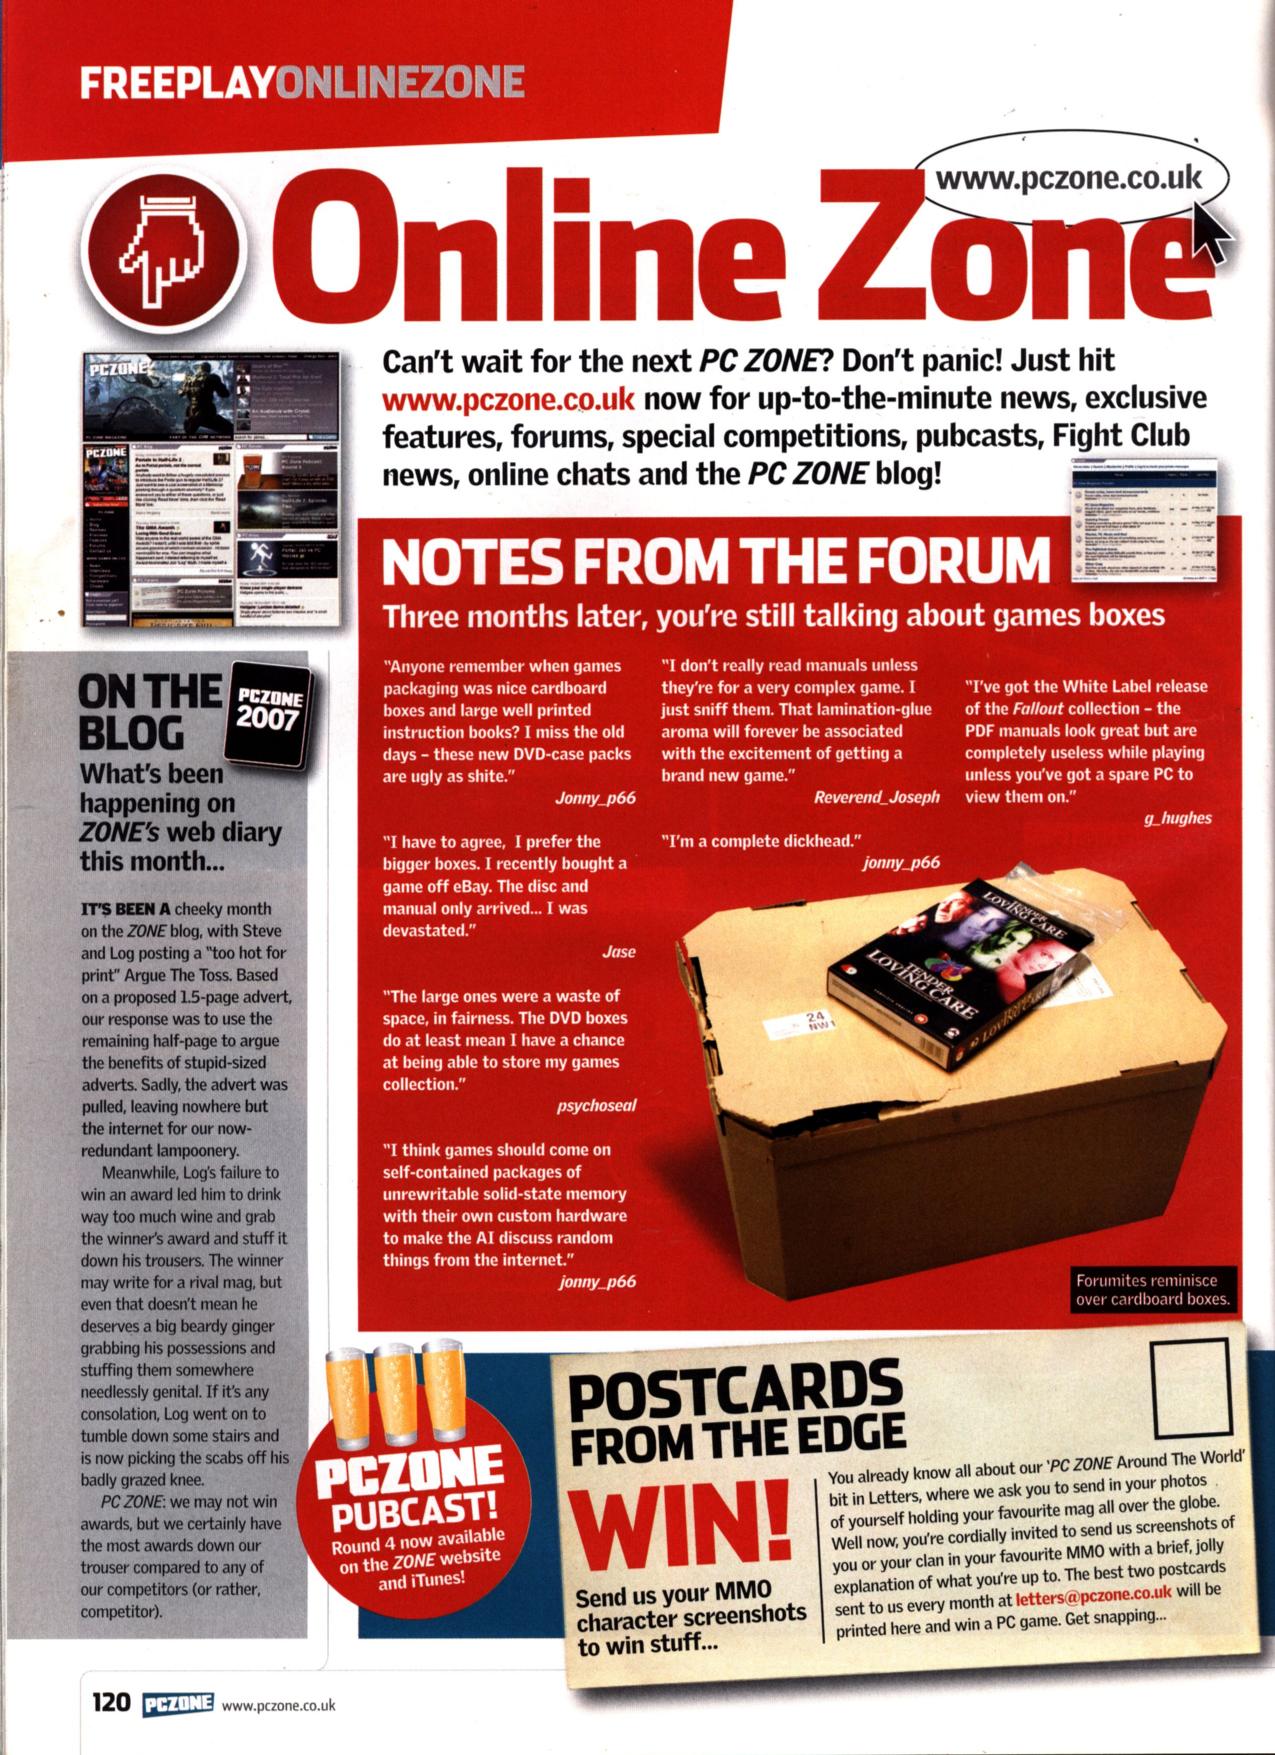 FREEPLAYONLINEZONE
www.pczone.co.uk
Online Zone
Can't wait for the next PC ZONE? Don't panic! Just hit
www.pczone.co.uk now for up-to-the-minute news, exclusive
features, forums, special competitions, pubcasts, Fight Club
news, online chats and the PC ZONE blog!
PCZONE
ON THE
BLOG
PCZONE
2007
What's been
happening on
ZONE's web diary
this month...
IT'S BEEN A cheeky month
on the ZONE blog, with Steve
and Log posting a "too hot for
print" Argue The Toss. Based
on a proposed 1.5-page advert,
our response was to use the
remaining half-page to argue
the benefits of stupid-sized
adverts. Sadly, the advert was
pulled, leaving nowhere but
the internet for our now-
redundant lampoonery.
Meanwhile, Log's failure to
win an award led him to drink
way too much wine and grab
the winner's award and stuff it
down his trousers. The winner
may write for a rival mag, but
even that doesn't mean he
deserves a big beardy ginger
grabbing his possessions and
stuffing them somewhere
needlessly genital. If it's any
consolation, Log went on to
tumble down some stairs and
is now picking the scabs off his
badly grazed knee.
PC ZONE: we may not win
awards, but we certainly have
the most awards down our
trouser compared to any of
our competitors (or rather,
competitor).
NOTES FROM THE FORUM
Three months later, you're still talking about games boxes
"Anyone remember when games
packaging was nice cardboard
boxes and large well printed
instruction books? I miss the old
days – these new DVD-case packs
are ugly as shite."
Jonny_p66
"I have to agree, I prefer the
bigger boxes. I recently bought a
game off eBay. The disc and
manual only arrived... I was
devastated."
Jase
"The large ones were a waste of
space, in fairness. The DVD boxes
do at least mean I have a chance
at being able to store my games
collection."
psychoseal
"I think games should come on
self-contained packages of
unrewritable solid-state memory
with their own custom hardware
to make the AI discuss random
things from the internet."
jonny_p66
"I don't really read manuals unless
they're for a very complex game. I
just sniff them. That lamination-glue
aroma will forever be associated
with the excitement of getting a
brand new game."
Reverend_Joseph
"I'm a complete dickhead."
jonny_p66
"I've got the White Label release
of the Fallout collection – the
PDF manuals look great but are
completely useless while playing
unless you've got a spare PC to
view them on."
g_hughes
TENDER
LOVING CARE
TENDER
LOVING CARE
TENDER
LOVING CARE
24
NW1
Forumites reminisce
over cardboard boxes.
PCZONE
PUBCAST!
Round 4 now available
on the ZONE website
and iTunes!
POSTCARDS
FROM THE EDGE
WIN!
Send us your MMO
character screenshots
to win stuff...
You already know all about our 'PC ZONE Around The World'
bit in Letters, where we ask you to send in your photos
of yourself holding your favourite mag all over the globe.
Well now, you're cordially invited to send us screenshots of
you or your clan in your favourite MMO with a brief, jolly
explanation of what you're up to. The best two postcards
sent to us every month at letters@pczone.co.uk will be
printed here and win a PC game. Get snapping...
120 PCZONE www.pczone.co.uk